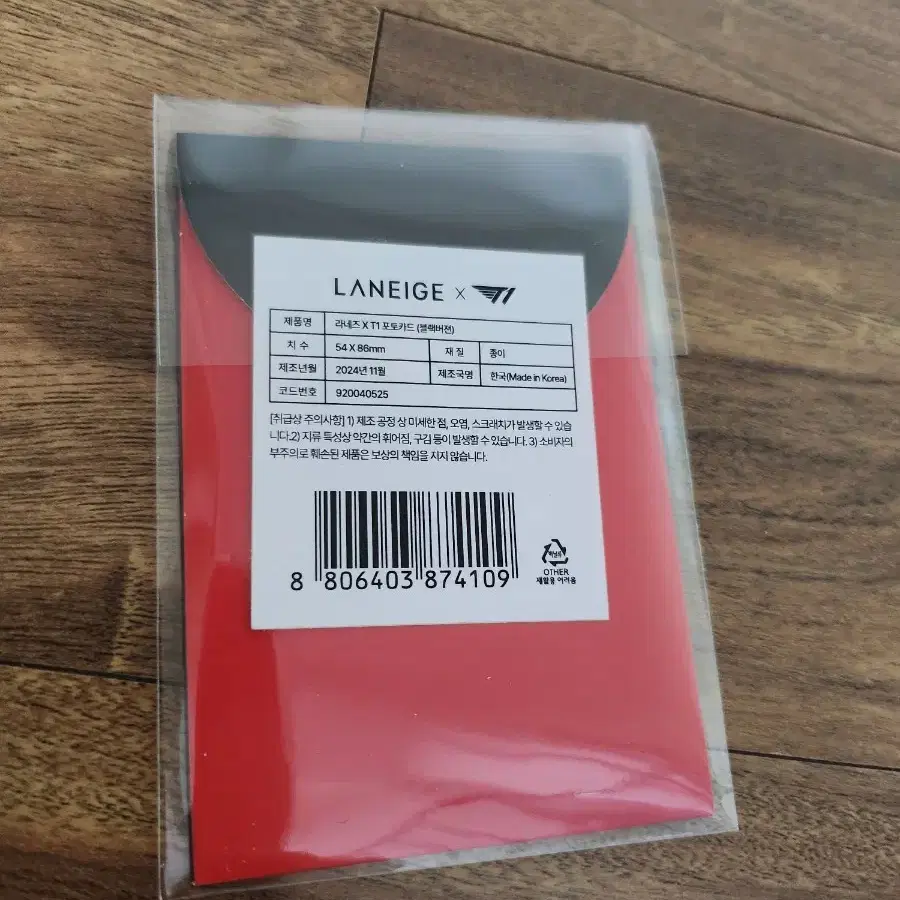 LANEIGE x T1
제품명 라네즈 X T1 포토카드 (블랙버젼)
치 수 54 X 86mm 재 질 종이
제조년월 2024년 11월 제조국명 한국(Made in Korea)
코드번호 920040525
[취급상 주의사항] 1) 제조 공정 상 미세한 점, 오염, 스크래치가 발생할 수 있습
니다.2) 지류 특성상 약간의 휘어짐, 구김 등이 발생할 수 있습니다. 3) 소비자의
부주의로 훼손된 제품은 보상의 책임을 지지 않습니다.
8 806403 874109
비닐류
OTHER
재활용 어려움